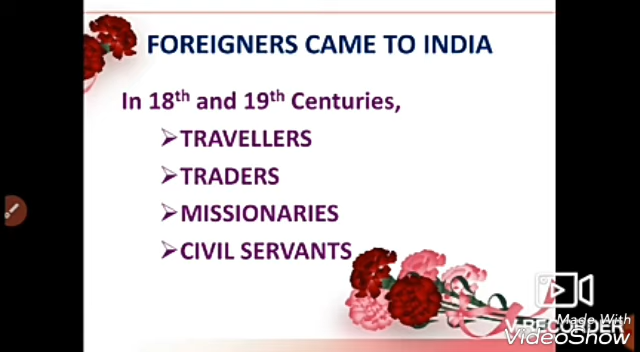 FOREIGNERS CAME TO INDIA
In 18th and 19th Centuries,
➢TRAVELLERS
➢TRADERS
➢MISSIONARIES
➢CIVIL SERVANTS
Made With
V RECORDER
VideoShow